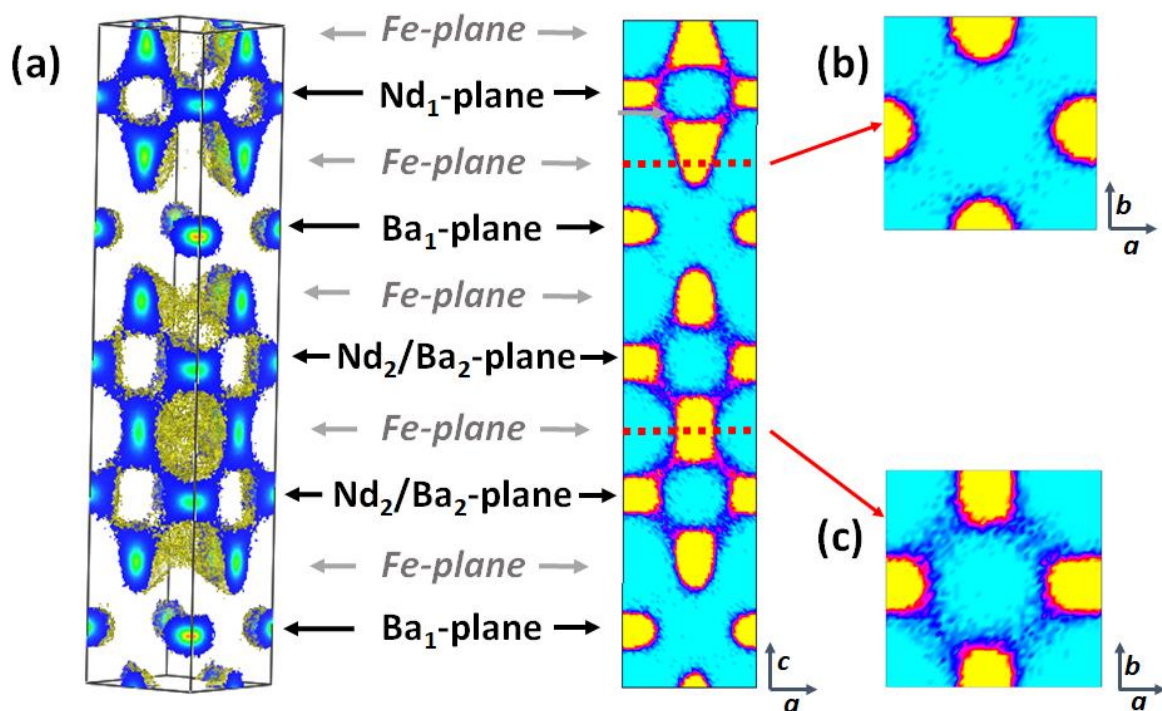 (a)
Fe-plane
Nd₁-plane
Fe-plane
Ba₁-plane
Fe-plane
Nd₂/Ba₂-plane
Fe-plane
Nd₂/Ba₂-plane
Fe-plane
Ba₁-plane
c
a
(b)
b
a
(c)
b
a